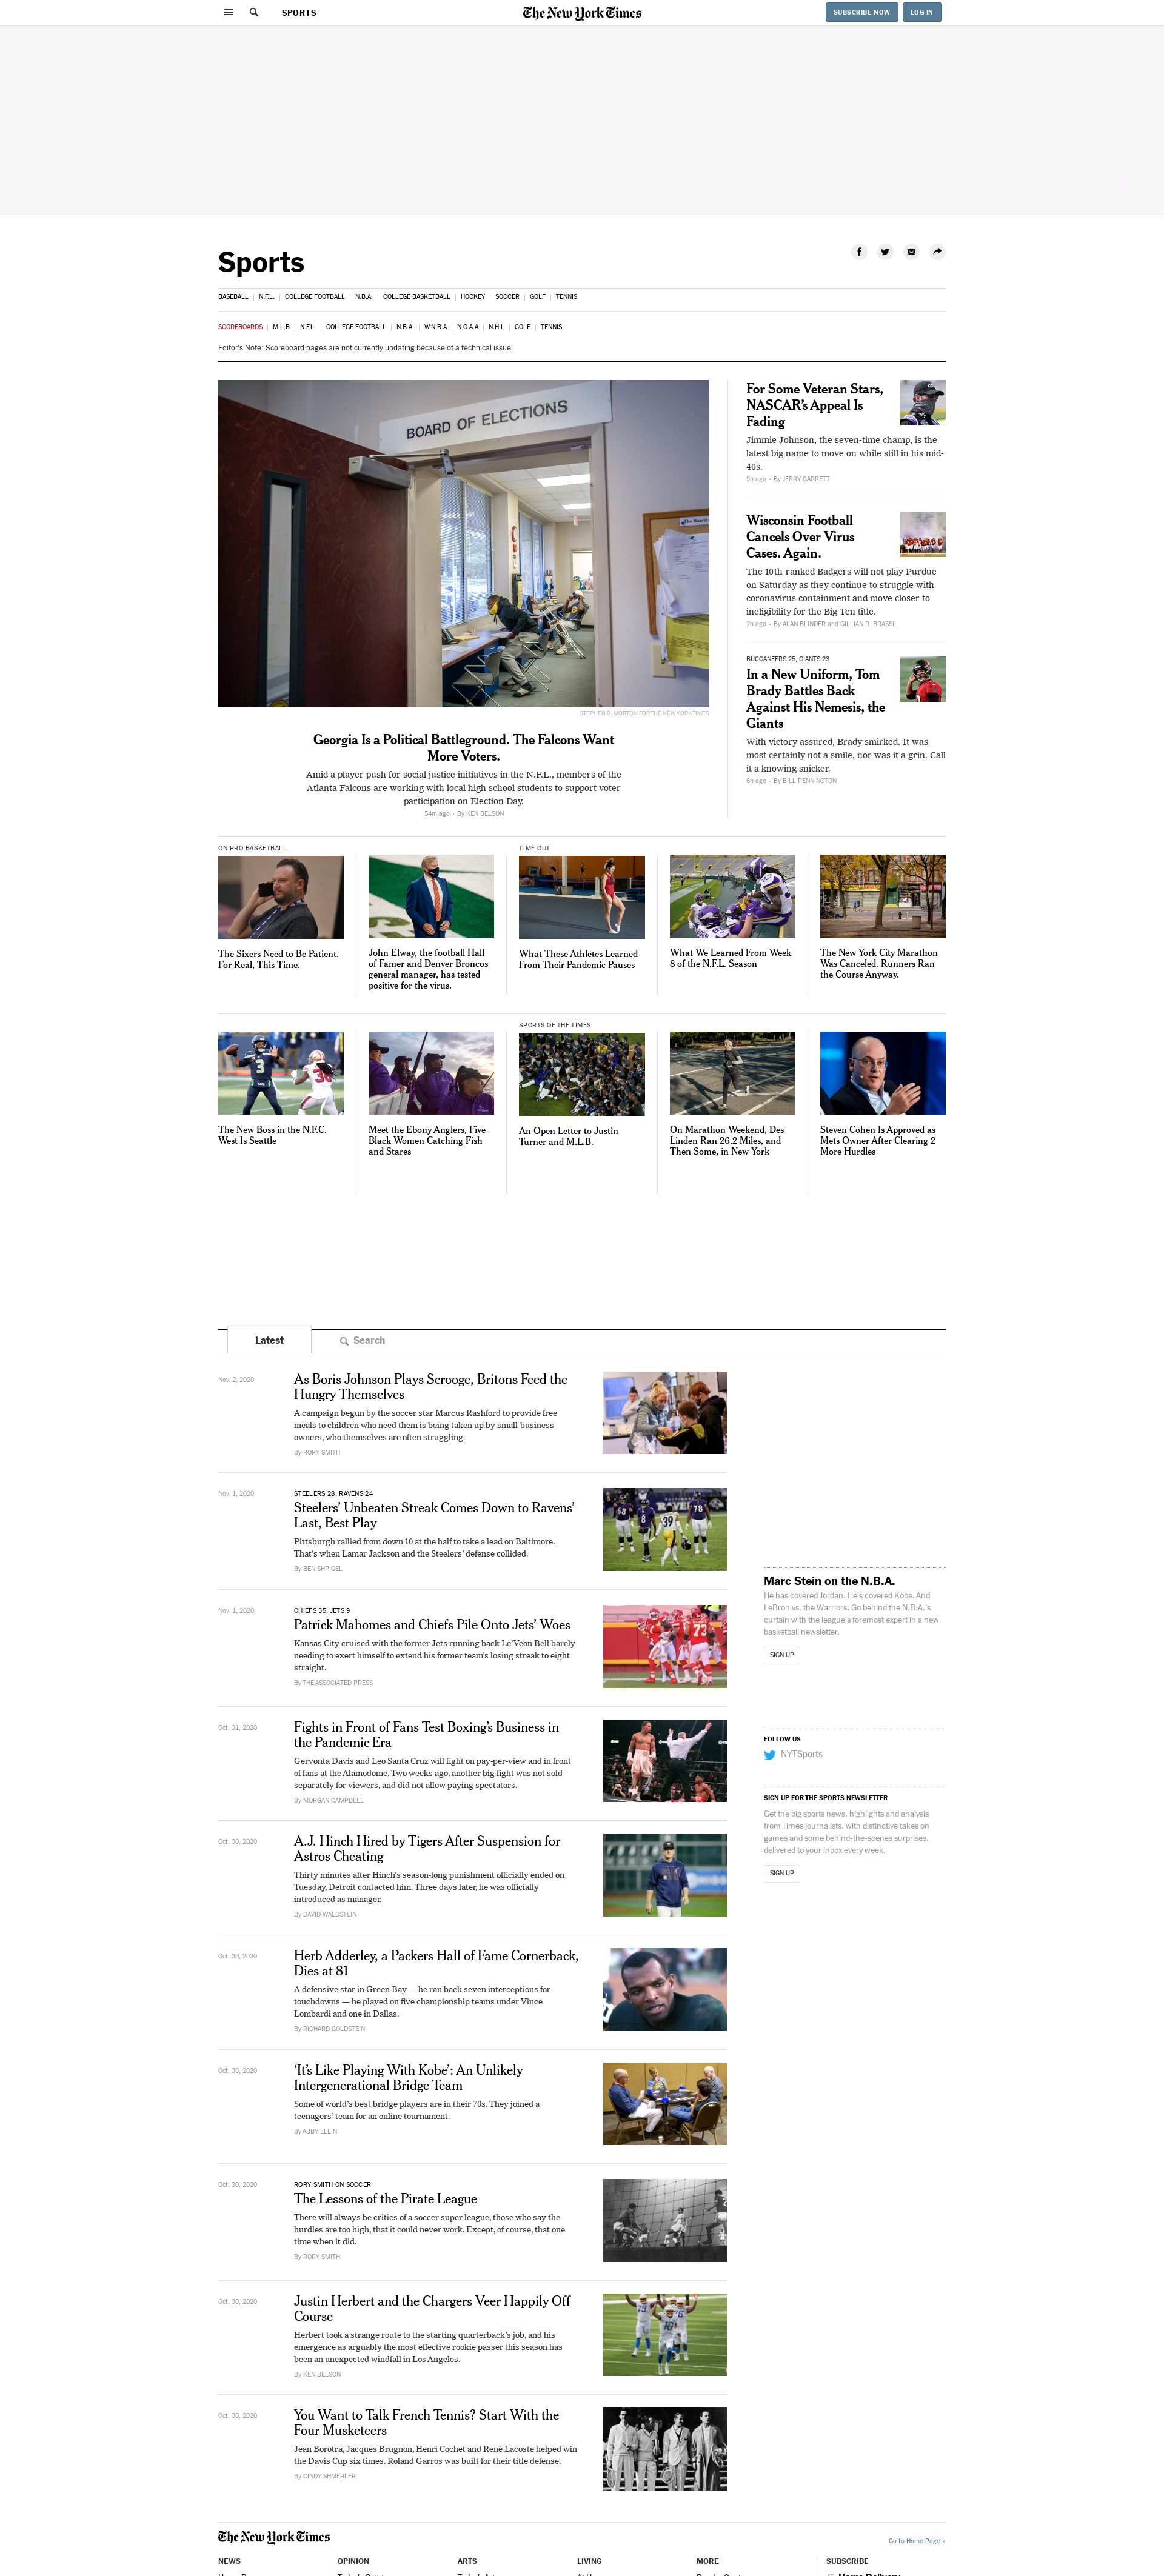 SPORTS
The New York Times
SUBSCRIBE NOW
LOG IN
Sports
BASEBALL | N.F.L. | COLLEGE FOOTBALL | N.B.A. | COLLEGE BASKETBALL | HOCKEY | SOCCER | GOLF | TENNIS
SCOREBOARDS | M.L.B | N.F.L. | COLLEGE FOOTBALL | N.B.A. | W.N.B.A | N.C.A.A | N.H.L | GOLF | TENNIS
Editor's Note: Scoreboard pages are not currently updating because of a technical issue.
BOARD OF ELECTIONS
STEPHEN B. MORTON FOR THE NEW YORK TIMES
Georgia Is a Political Battleground. The Falcons Want
More Voters.
Amid a player push for social justice initiatives in the N.F.L., members of the
Atlanta Falcons are working with local high school students to support voter
participation on Election Day.
54m ago - By KEN BELSON
For Some Veteran Stars,
NASCAR's Appeal Is
Fading
Jimmie Johnson, the seven-time champ, is the
latest big name to move on while still in his mid-
40s.
9h ago - By JERRY GARRETT
Wisconsin Football
Cancels Over Virus
Cases. Again.
The 10th-ranked Badgers will not play Purdue
on Saturday as they continue to struggle with
coronavirus containment and move closer to
ineligibility for the Big Ten title.
2h ago - By ALAN BLINDER and GILLIAN R. BRASSIL
BUCCANEERS 25, GIANTS 23
In a New Uniform, Tom
Brady Battles Back
Against His Nemesis, the
Giants
With victory assured, Brady smirked. It was
most certainly not a smile, nor was it a grin. Call
it a knowing snicker.
6h ago - By BILL PENNINGTON
ON PRO BASKETBALL
The Sixers Need to Be Patient.
For Real, This Time.
John Elway, the football Hall
of Famer and Denver Broncos
general manager, has tested
positive for the virus.
TIME OUT
What These Athletes Learned
From Their Pandemic Pauses
What We Learned From Week
8 of the N.F.L. Season
The New York City Marathon
Was Canceled. Runners Ran
the Course Anyway.
The New Boss in the N.F.C.
West Is Seattle
Meet the Ebony Anglers, Five
Black Women Catching Fish
and Stares
SPORTS OF THE TIMES
An Open Letter to Justin
Turner and M.L.B.
On Marathon Weekend, Des
Linden Ran 26.2 Miles, and
Then Some, in New York
Steven Cohen Is Approved as
Mets Owner After Clearing 2
More Hurdles
Latest
Search
Nov. 2, 2020
As Boris Johnson Plays Scrooge, Britons Feed the
Hungry Themselves
A campaign begun by the soccer star Marcus Rashford to provide free
meals to children who need them is being taken up by small-business
owners, who themselves are often struggling.
By RORY SMITH
Nov. 1, 2020
STEELERS 28, RAVENS 24
Steelers' Unbeaten Streak Comes Down to Ravens'
Last, Best Play
Pittsburgh rallied from down 10 at the half to take a lead on Baltimore.
That's when Lamar Jackson and the Steelers' defense collided.
By BEN SHPIGEL
Nov. 1, 2020
CHIEFS 35, JETS 9
Patrick Mahomes and Chiefs Pile Onto Jets' Woes
Kansas City cruised with the former Jets running back Le'Veon Bell barely
needing to exert himself to extend his former team's losing streak to eight
straight.
By THE ASSOCIATED PRESS
Oct. 31, 2020
Fights in Front of Fans Test Boxing's Business in
the Pandemic Era
Gervonta Davis and Leo Santa Cruz will fight on pay-per-view and in front
of fans at the Alamodome. Two weeks ago, another big fight was not sold
separately for viewers, and did not allow paying spectators.
By MORGAN CAMPBELL
Oct. 30, 2020
A.J. Hinch Hired by Tigers After Suspension for
Astros Cheating
Thirty minutes after Hinch's season-long punishment officially ended on
Tuesday, Detroit contacted him. Three days later, he was officially
introduced as manager.
By DAVID WALDSTEIN
Oct. 30, 2020
Herb Adderley, a Packers Hall of Fame Cornerback,
Dies at 81
A defensive star in Green Bay — he ran back seven interceptions for
touchdowns — he played on five championship teams under Vince
Lombardi and one in Dallas.
By RICHARD GOLDSTEIN
Oct. 30, 2020
'It's Like Playing With Kobe': An Unlikely
Intergenerational Bridge Team
Some of world's best bridge players are in their 70s. They joined a
teenagers' team for an online tournament.
By ABBY ELLIN
Oct. 30, 2020
RORY SMITH ON SOCCER
The Lessons of the Pirate League
There will always be critics of a soccer super league, those who say the
hurdles are too high, that it could never work. Except, of course, that one
time when it did.
By RORY SMITH
Oct. 30, 2020
Justin Herbert and the Chargers Veer Happily Off
Course
Herbert took a strange route to the starting quarterback's job, and his
emergence as arguably the most effective rookie passer this season has
been an unexpected windfall in Los Angeles.
By KEN BELSON
Oct. 30, 2020
You Want to Talk French Tennis? Start With the
Four Musketeers
Jean Borotra, Jacques Brugnon, Henri Cochet and René Lacoste helped win
the Davis Cup six times. Roland Garros was built for their title defense.
By CINDY SHMERLER
Marc Stein on the N.B.A.
He has covered Jordan. He's covered Kobe. And
LeBron vs. the Warriors. Go behind the N.B.A.'s
curtain with the league's foremost expert in a new
basketball newsletter.
SIGN UP
FOLLOW US
NYTSports
SIGN UP FOR THE SPORTS NEWSLETTER
Get the big sports news, highlights and analysis
from Times journalists, with distinctive takes on
games and some behind-the-scenes surprises,
delivered to your inbox every week.
SIGN UP
The New York Times
Go to Home Page »
NEWS
OPINION
ARTS
LIVING
MORE
SUBSCRIBE